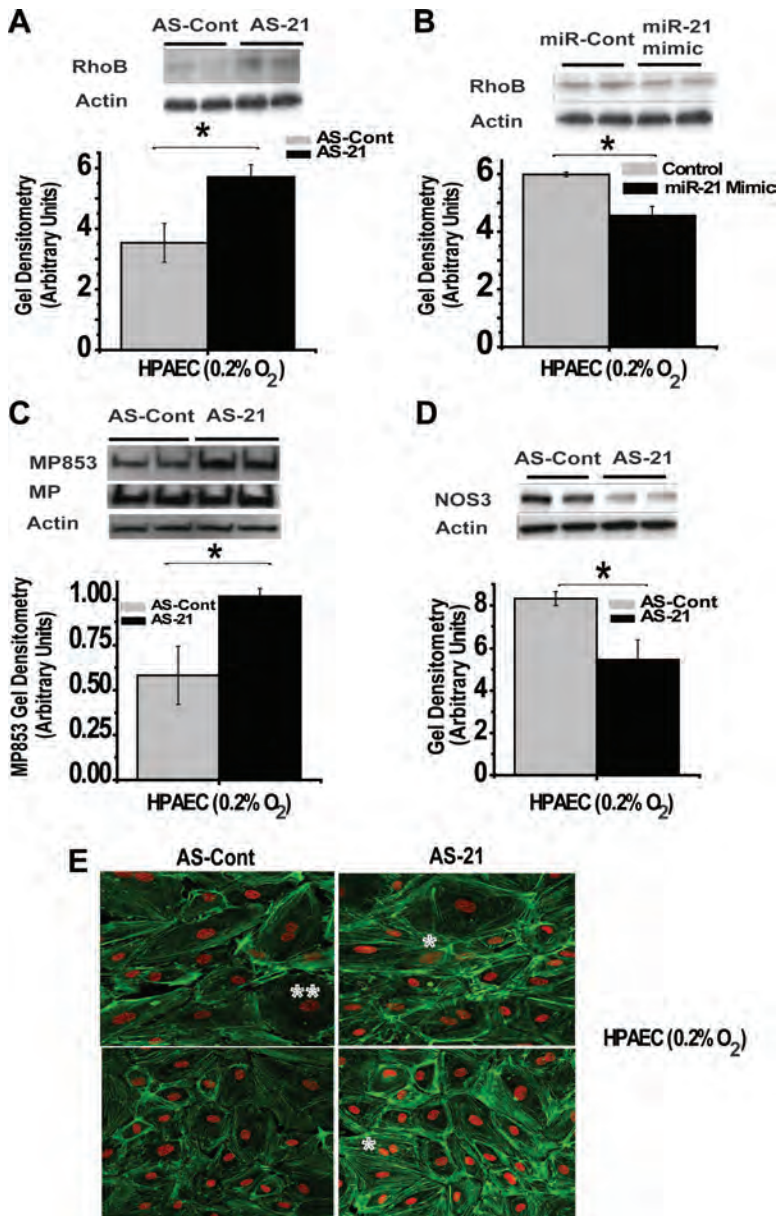 A
AS-Cont AS-21
RhoB
Actin
*
AS-Cont
AS-21
Gel Densitometry
(Arbitrary Units)
6
4
2
0
HPAEC (0.2% O2)
B
miR-Cont miR-21
mimic
RhoB
Actin
*
Control
miR-21 Mimic
Gel Densitometry
(Arbitrary Units)
6
4
2
0
HPAEC (0.2% O2)
C
AS-Cont AS-21
MP853
MP
Actin
*
AS-Cont
AS-21
MP853 Gel Densitometry
(Arbitrary Units)
1.00
0.75
0.50
0.25
0.00
HPAEC (0.2% O2)
D
AS-Cont AS-21
NOS3
Actin
*
AS-Cont
AS-21
Gel Densitometry
(Arbitrary Units)
8
6
4
2
0
HPAEC (0.2% O2)
E
AS-Cont AS-21
*
**
HPAEC (0.2% O2)
*